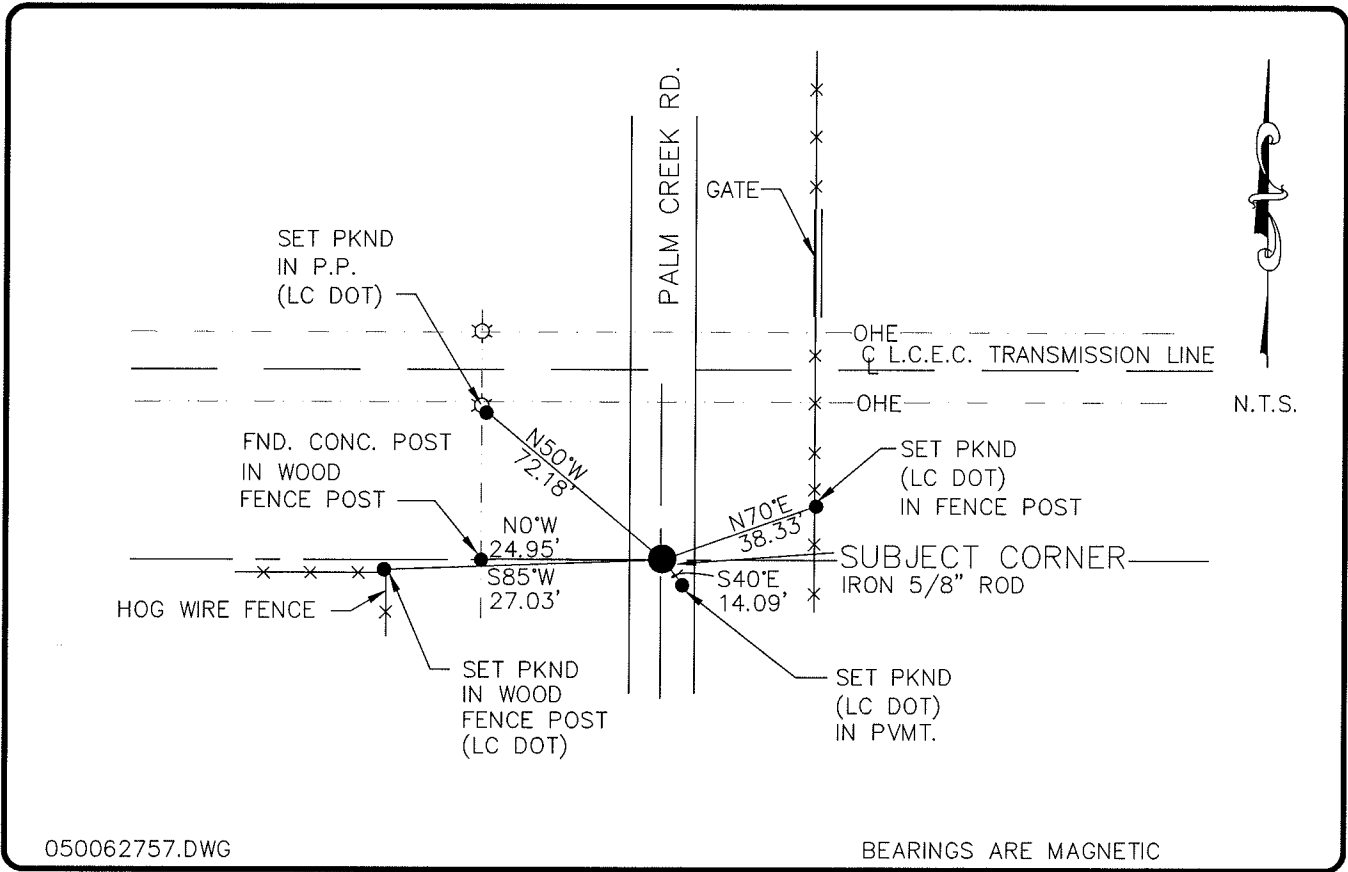 PALM CREEK RD.
GATE
SET PKND
IN P.P.
(LC DOT)
OHE
C L L.C.E.C. TRANSMISSION LINE
OHE
N.T.S.
FND. CONC. POST
IN WOOD
FENCE POST
N50°W
72.18'
SET PKND
(LC DOT)
IN FENCE POST
N70°E
38.33'
N0°W
24.95'
S85°W
27.03'
SUBJECT CORNER
IRON 5/8" ROD
S40°E
14.09'
HOG WIRE FENCE
SET PKND
IN WOOD
FENCE POST
(LC DOT)
SET PKND
(LC DOT)
IN PVMT.
050062757.DWG
BEARINGS ARE MAGNETIC